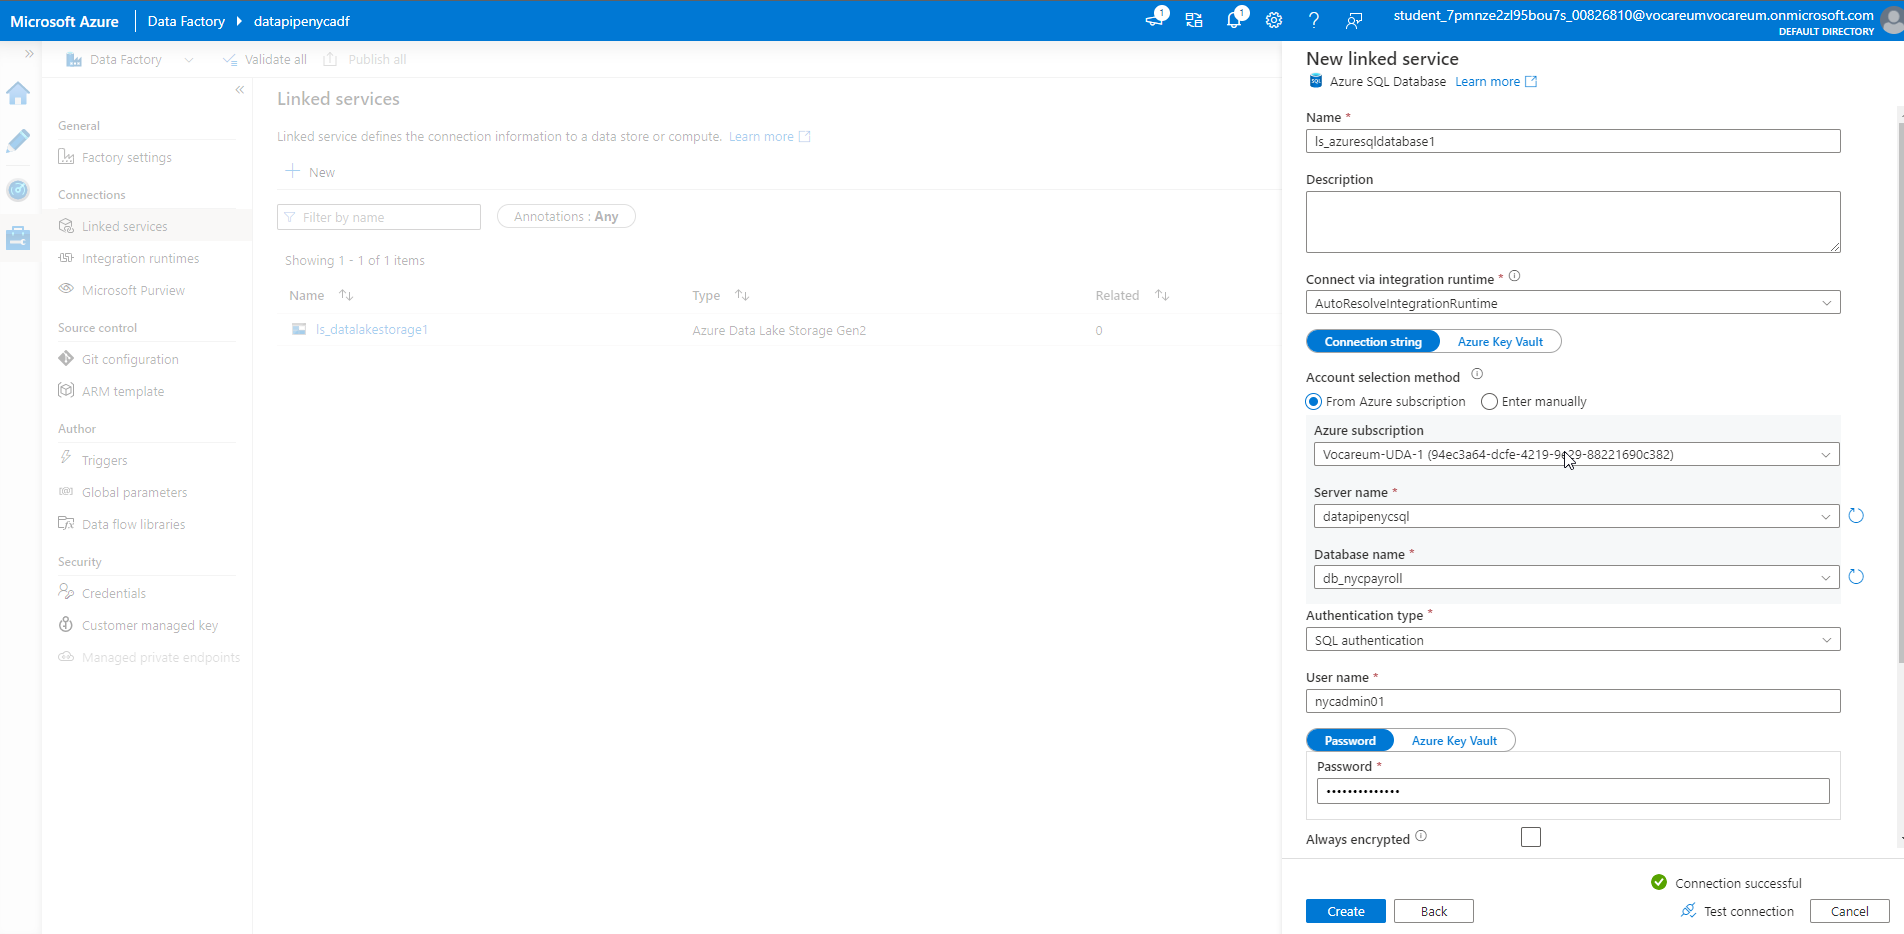 Microsoft Azure
Data Factory
datapipenycadf
1
1
student_7pmnze2zl95bou7s_00826810@vocareumvocareum.onmicrosoft.com
DEFAULT DIRECTORY
Data Factory
Validate all
Publish all
General
Factory settings
Connections
Linked services
Integration runtimes
Microsoft Purview
Source control
Git configuration
ARM template
Author
Triggers
Global parameters
Data flow libraries
Security
Credentials
Customer managed key
Managed private endpoints
Linked services
Linked service defines the connection information to a data store or compute. Learn more
New
Filter by name
Annotations : Any
Showing 1 - 1 of 1 items
Name
Type
Related
ls_datalakestorage1
Azure Data Lake Storage Gen2
0
New linked service
SQL
Azure SQL Database Learn more
Name *
ls_azuresqldatabase1
Description
Connect via integration runtime *
AutoResolveIntegrationRuntime
Connection string
Azure Key Vault
Account selection method
From Azure subscription
Enter manually
Azure subscription
Vocareum-UDA-1 (94ec3a64-dcfe-4219-9 29-88221690c382)
Server name *
datapipenycsql
Database name *
db_nycpayroll
Authentication type *
SQL authentication
User name *
nycadmin01
Password
Azure Key Vault
Password *
Always encrypted
Connection successful
Create
Back
Test connection
Cancel